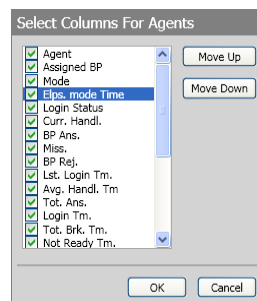 Select Columns For Agents
Agent
Assigned BP
Mode
Elps. mode Time
Login Status
Curr. Handl.
BP Ans.
Miss.
BP Rej.
Lst. Login Tm.
Avg. Handl. Tm
Tot. Ans.
Login Tm.
Tot. Brk. Tm.
Not Ready Tm.
Move Up
Move Down
OK
Cancel